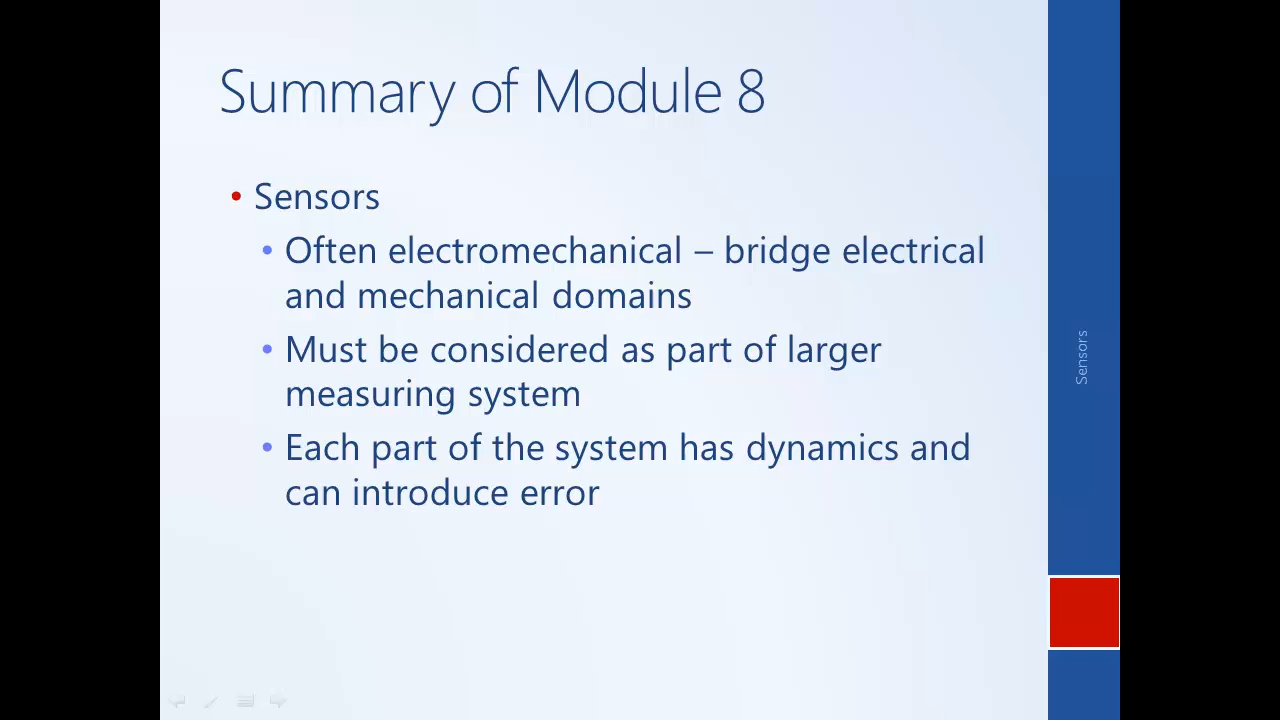 Summary of Module 8
• Sensors
• Often electromechanical – bridge electrical
and mechanical domains
• Must be considered as part of larger
measuring system
• Each part of the system has dynamics and
can introduce error
Sensors